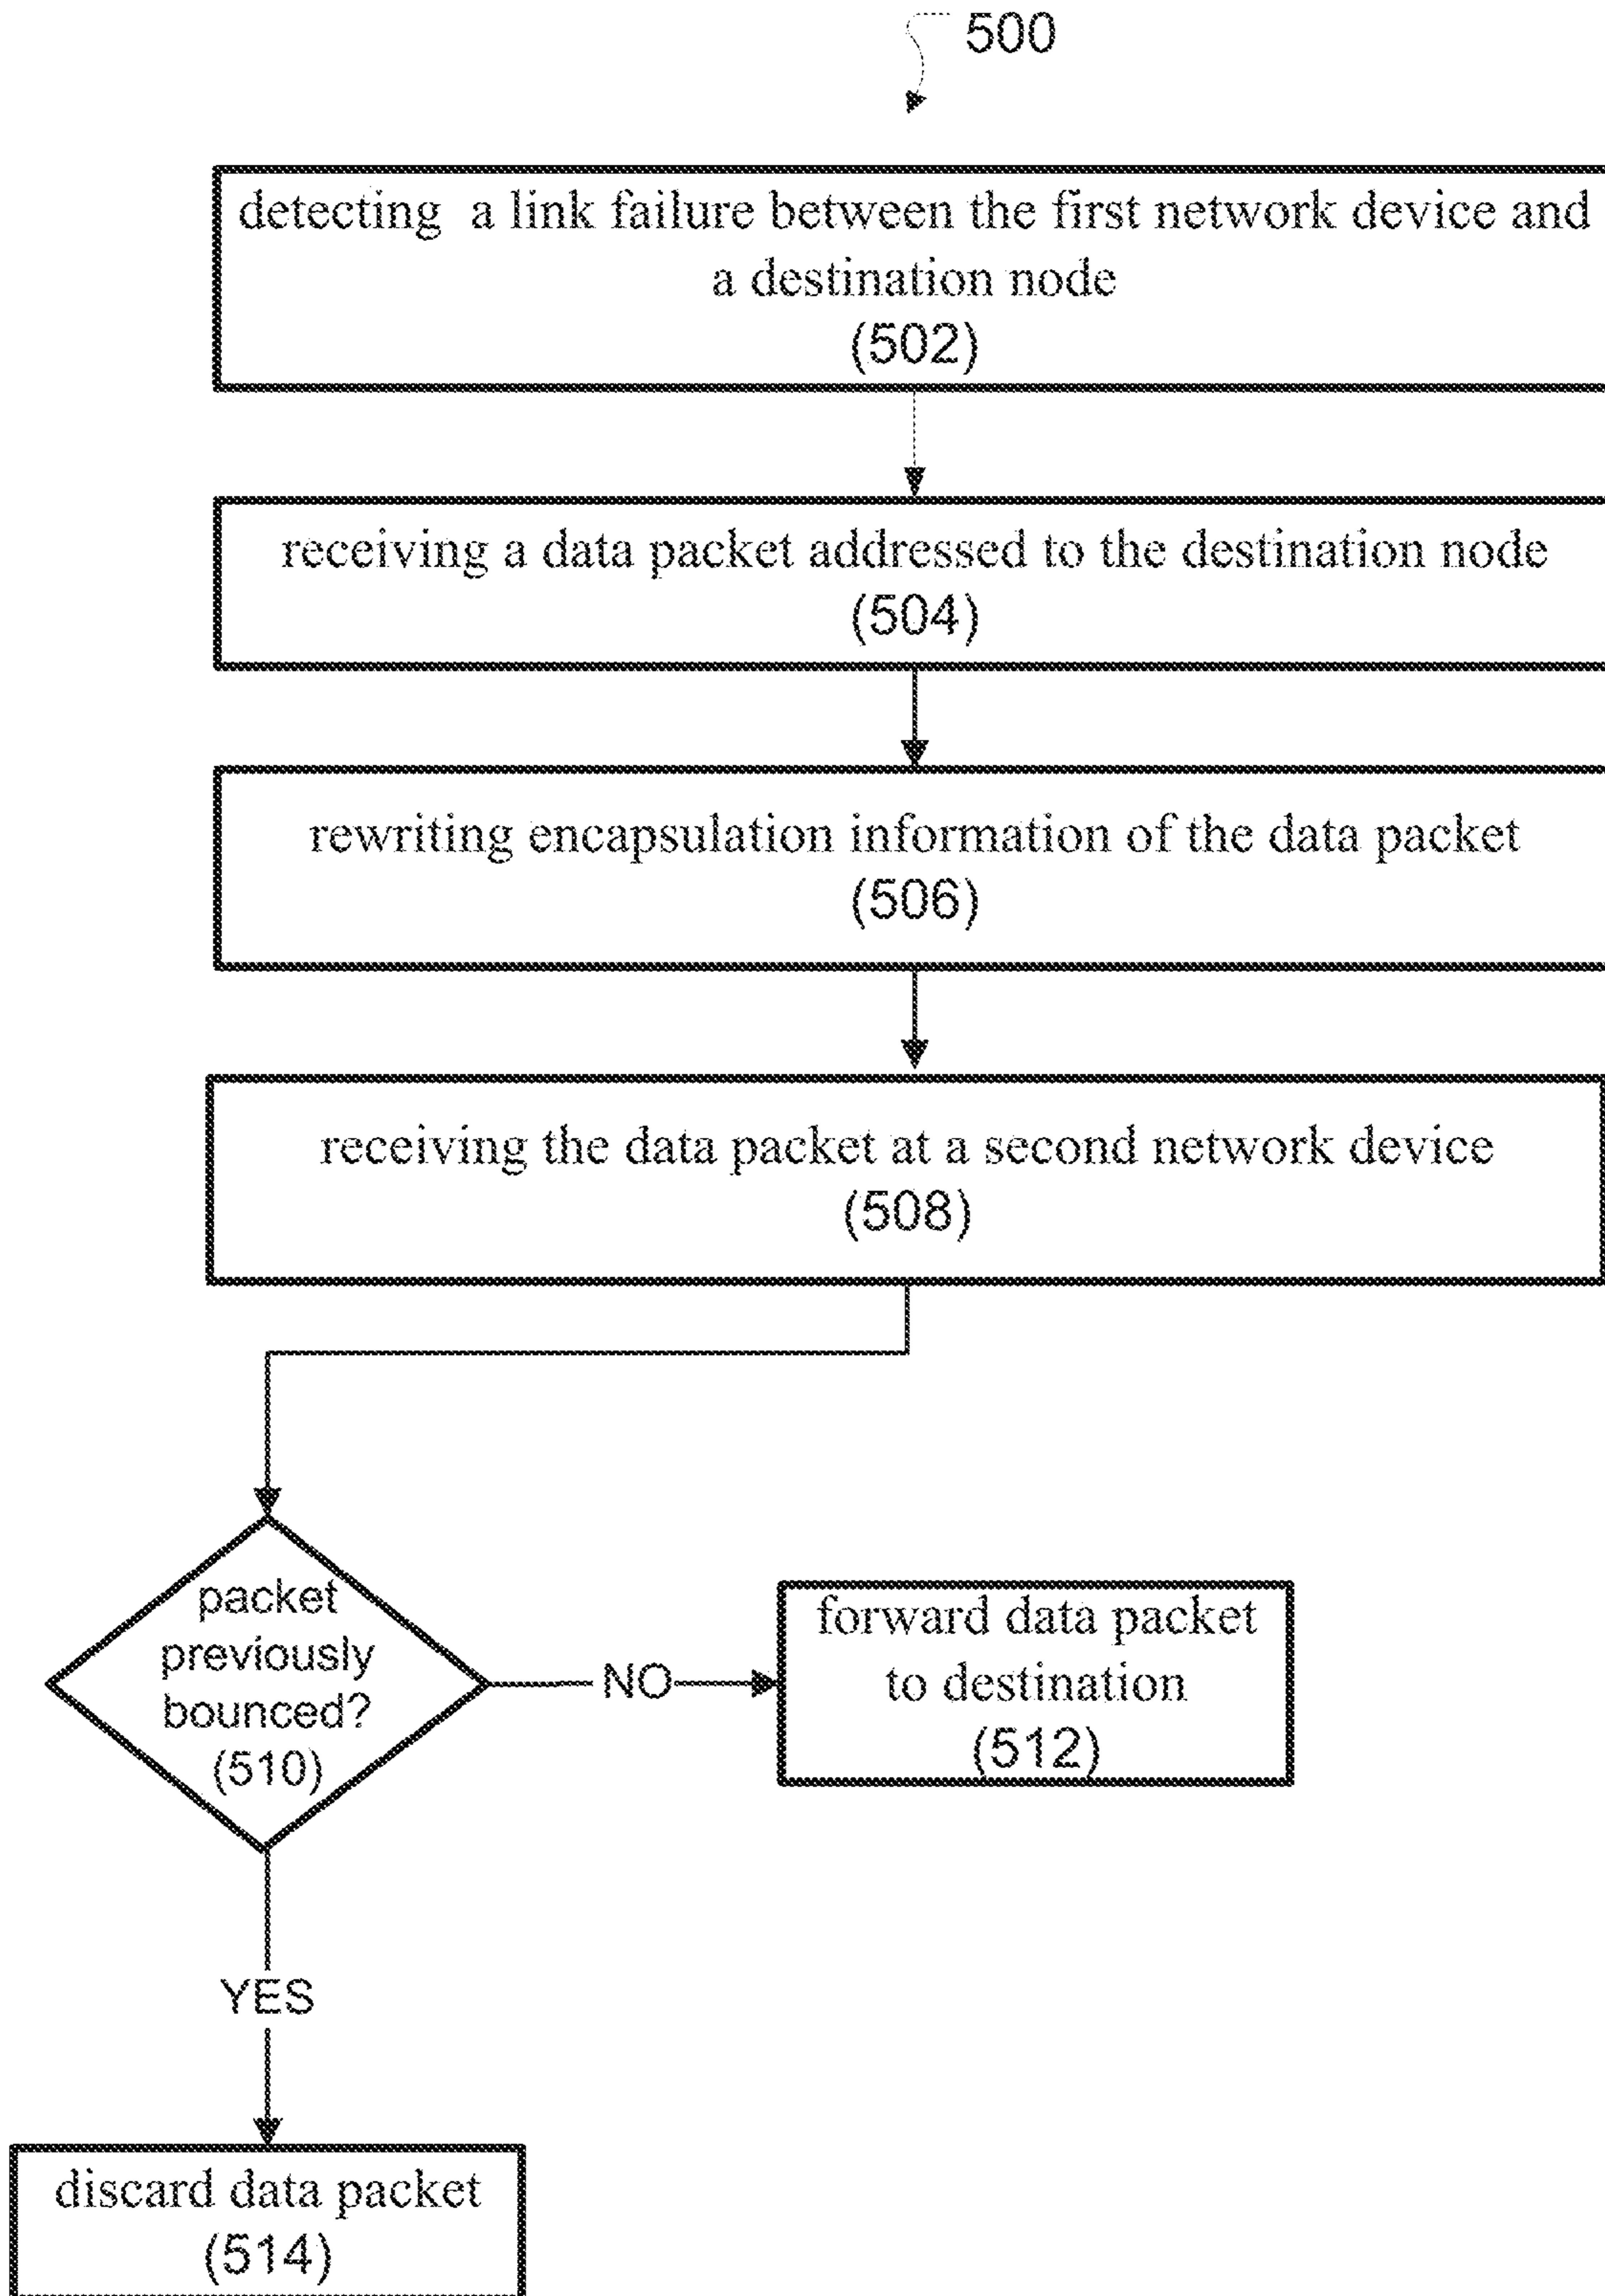 500
detecting a link failure between the first network device and
a destination node
(502)
receiving a data packet addressed to the destination node
(504)
rewriting encapsulation information of the data packet
(506)
receiving the data packet at a second network device
(508)
packet
previously
bounced?
(510)
NO
forward data packet
to destination
(512)
YES
discard data packet
(514)